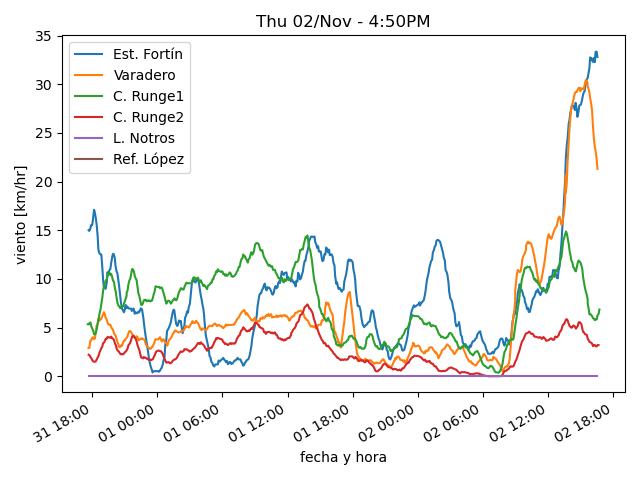 Thu 02/Nov - 4:50PM
35
30
25
20
15
10
5
0
viento [km/hr]
Est. Fortín
Varadero
C. Runge1
C. Runge2
L. Notros
Ref. López
31 18:00
01 00:00
01 06:00
01 12:00
01 18:00
02 00:00
02 06:00
02 12:00
02 18:00
fecha y hora